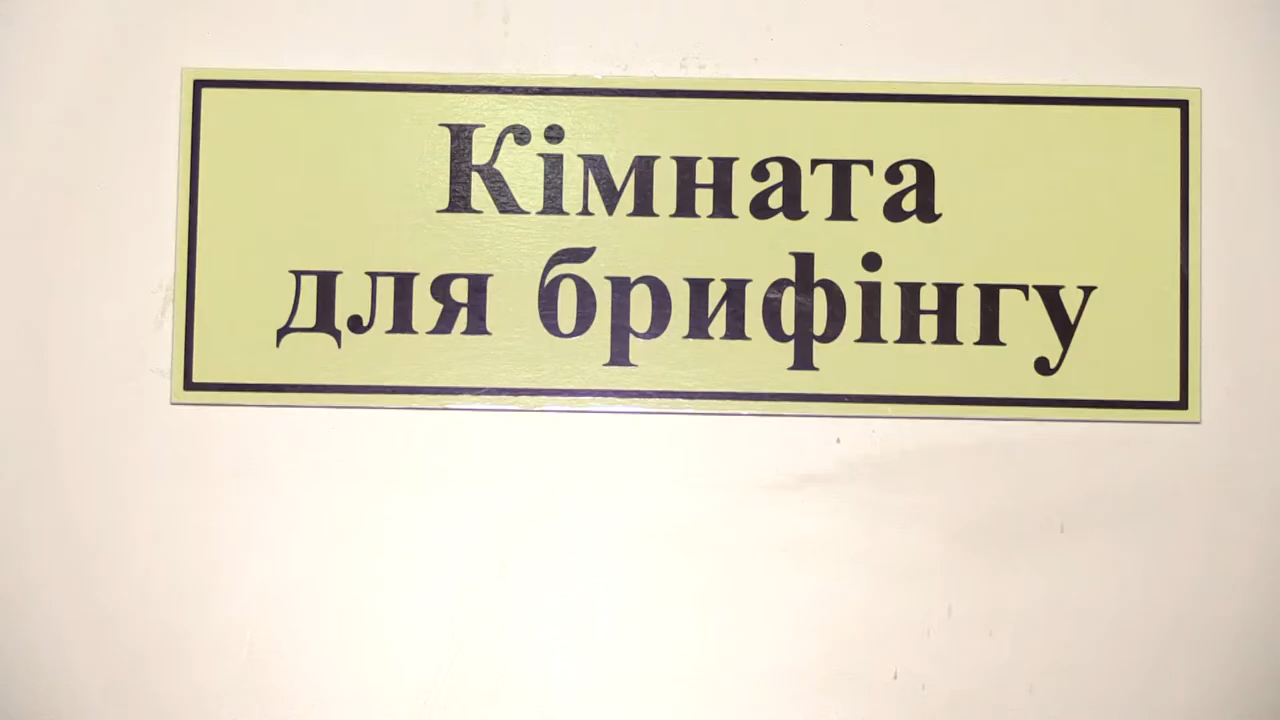 Кімната
для брифінгу